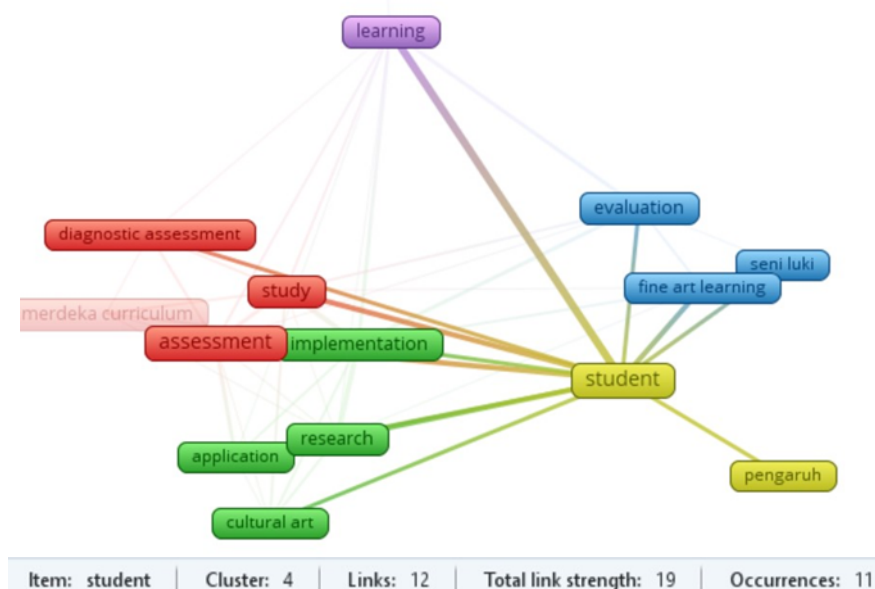 learning
evaluation
diagnostic assessment
seni luki
study
fine art learning
merdeka curriculum
assessment
implementation
student
research
application
pengaruh
cultural art
Item: student Cluster: 4 Links: 12 Total link strength: 19 Occurrences: 11